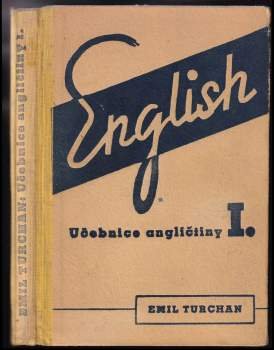 EMIL TURCHAN: Učebnice angličtiny I.
English
Učebnice angličtiny I.
EMIL TURCHAN